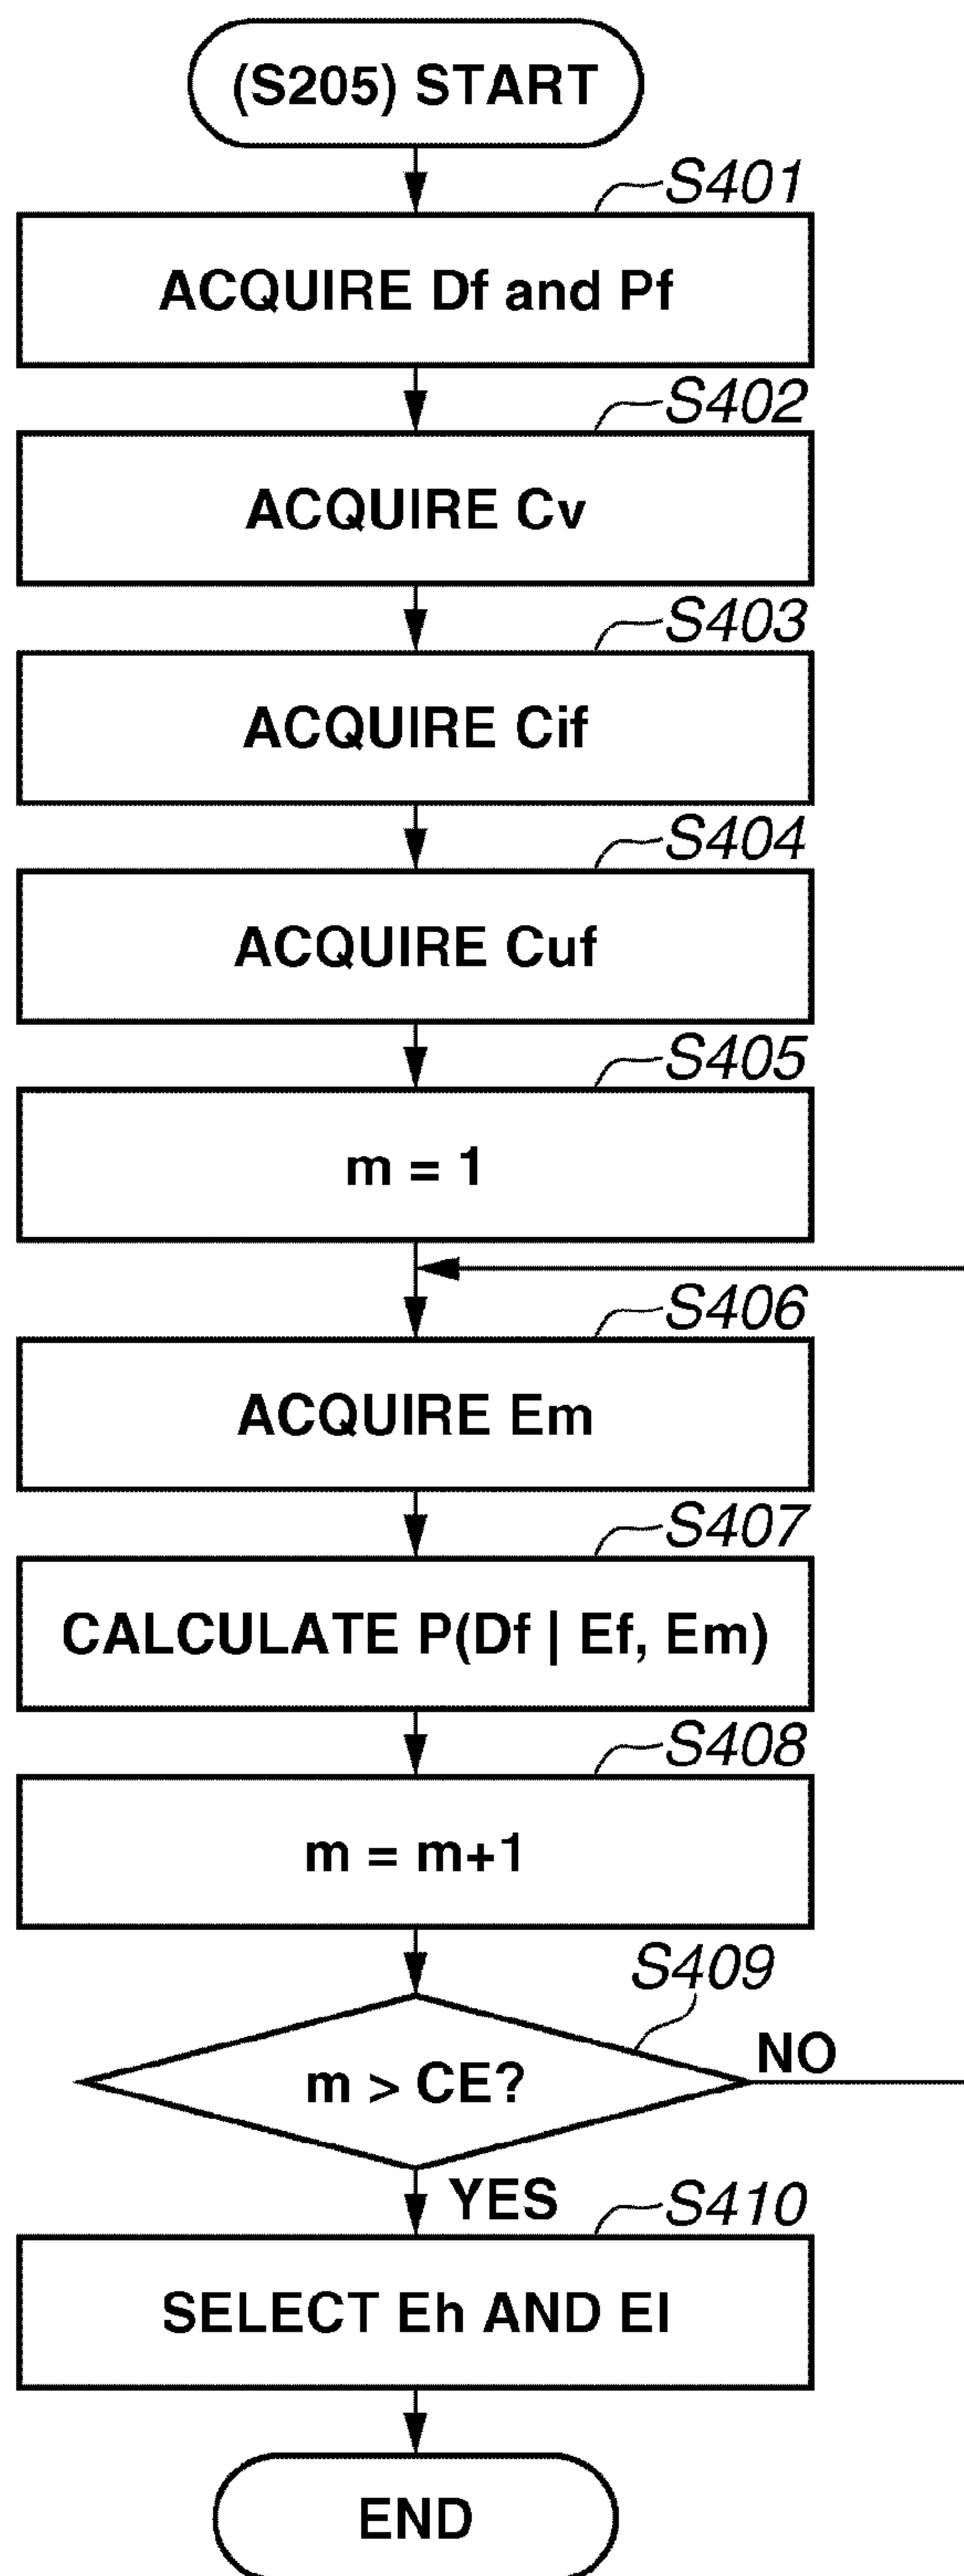 (S205) START
S401
ACQUIRE Df and Pf
S402
ACQUIRE Cv
S403
ACQUIRE Cif
S404
ACQUIRE Cuf
S405
m = 1
S406
ACQUIRE Em
S407
CALCULATE P(Df | Ef, Em)
S408
m = m+1
S409
m > CE?
NO
YES
S410
SELECT Eh AND El
END